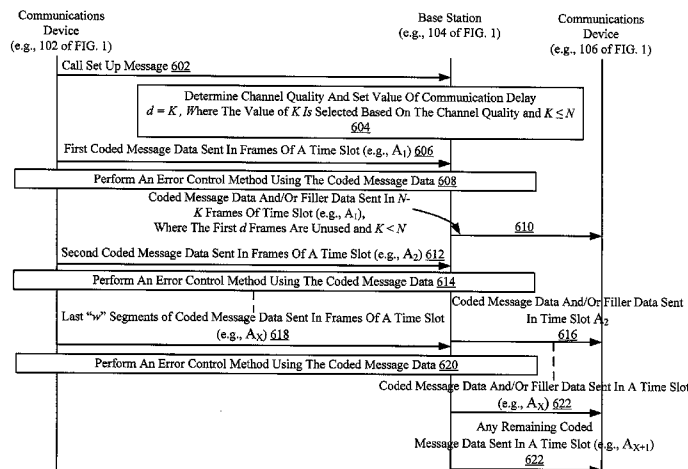 Communications
Device
(e.g., 102 of FIG. 1)
Base Station
(e.g., 104 of FIG. 1)
Communications
Device
(e.g., 106 of FIG. 1)
Call Set Up Message 602
Determine Channel Quality And Set Value Of Communication Delay
d = K, Where The Value of K Is Selected Based On The Channel Quality and K ≤ N
604
First Coded Message Data Sent In Frames Of A Time Slot (e.g., A1) 606
Perform An Error Control Method Using The Coded Message Data 608
Coded Message Data And/Or Filler Data Sent In N-
K Frames Of Time Slot (e.g., A1),
Where The First d Frames Are Unused and K < N
610
Second Coded Message Data Sent In Frames Of A Time Slot (e.g., A2) 612
Perform An Error Control Method Using The Coded Message Data 614
Coded Message Data And/Or Filler Data Sent
In Time Slot A2
616
Last "w" Segments of Coded Message Data Sent In Frames Of A Time Slot
(e.g., AX) 618
Perform An Error Control Method Using The Coded Message Data 620
Coded Message Data And/Or Filler Data Sent In A Time Slot
(e.g., AX) 622
Any Remaining Coded
Message Data Sent In A Time Slot (e.g., AX+1)
622